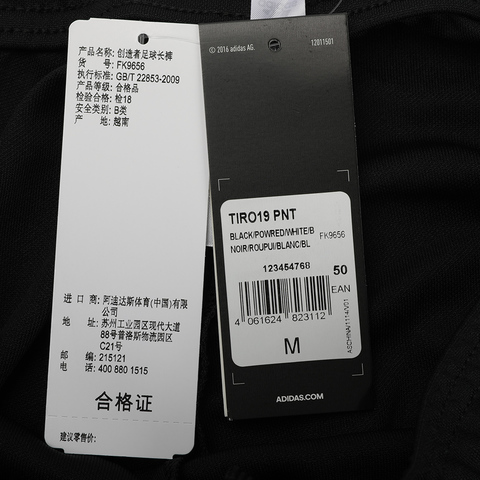 产品名称: 创造者足球长裤
货 号: FK9656
执行标准: GB/T 22853-2009
产品等级: 合格品
检验合格: 检18
安全类别: B类
产 地: 越南
进 口 商: 阿迪达斯体育(中国)有限
公司
地 址: 苏州工业园区现代大道
88号普洛斯物流园区
C21号
邮 编: 215121
电 话: 400 880 1515
合格证
建议零售价:
© 2016 adidas AG.
12011501
TIRO19 PNT
BLACK/POWRED/WHITE/B
NOIR/ROUPUI/BLANC/BL
FK9656
123454768
50
EAN
4 061624 823112
M
ASCHINA/1114/V01
ADIDAS.COM